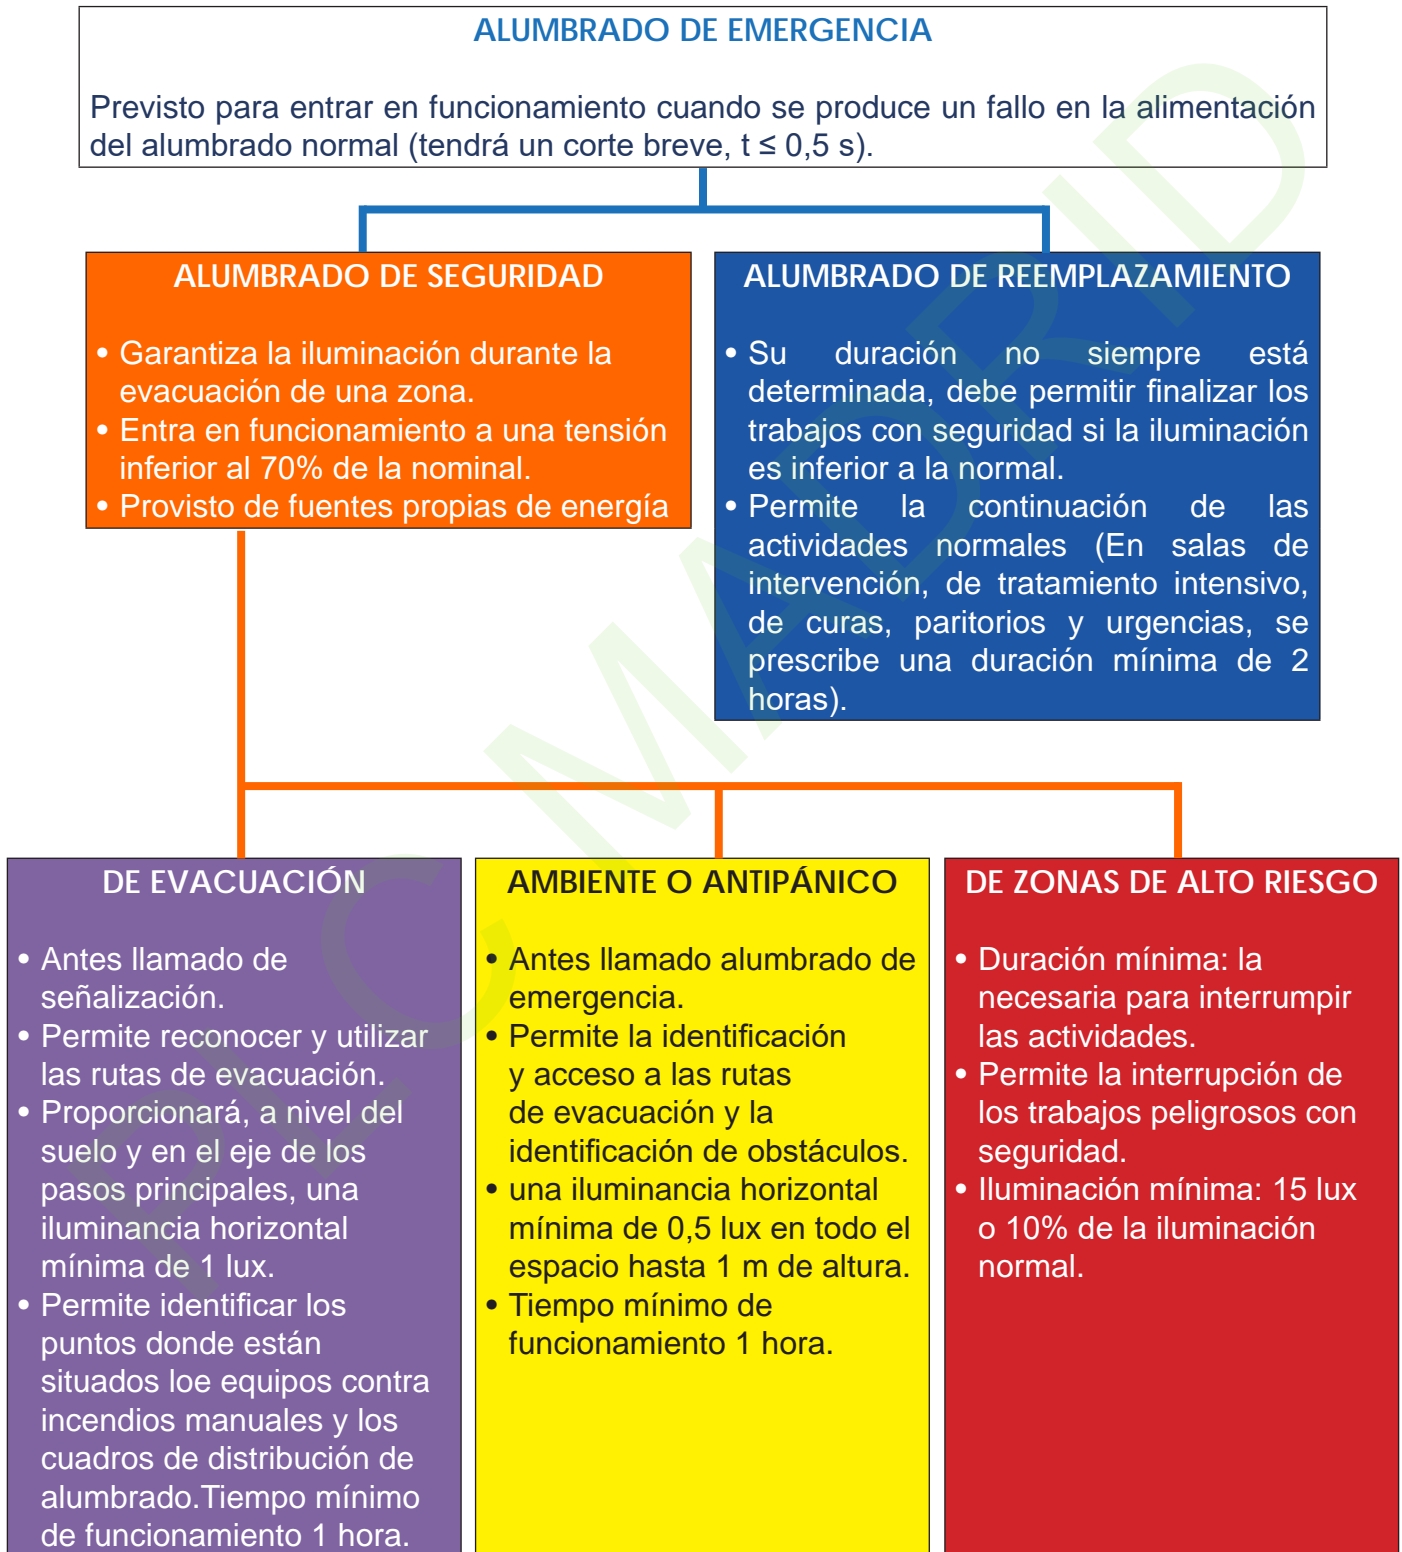 ALUMBRADO DE EMERGENCIA
Previsto para entrar en funcionamiento cuando se produce un fallo en la alimentación
del alumbrado normal (tendrá un corte breve, t ≤ 0,5 s).
ALUMBRADO DE SEGURIDAD
• Garantiza la iluminación durante la
evacuación de una zona.
• Entra en funcionamiento a una tensión
inferior al 70% de la nominal.
• Provisto de fuentes propias de energía
ALUMBRADO DE REEMPLAZAMIENTO
• Su duración no siempre está
determinada, debe permitir finalizar los
trabajos con seguridad si la iluminación
es inferior a la normal.
• Permite la continuación de las
actividades normales (En salas de
intervención, de tratamiento intensivo,
de curas, paritorios y urgencias, se
prescribe una duración mínima de 2
horas).
DE EVACUACIÓN
• Antes llamado de
señalización.
• Permite reconocer y utilizar
las rutas de evacuación.
• Proporcionará, a nivel del
suelo y en el eje de los
pasos principales, una
iluminancia horizontal
mínima de 1 lux.
• Permite identificar los
puntos donde están
situados loe equipos contra
incendios manuales y los
cuadros de distribución de
alumbrado.Tiempo mínimo
de funcionamiento 1 hora.
AMBIENTE O ANTIPÁNICO
• Antes llamado alumbrado de
emergencia.
• Permite la identificación
y acceso a las rutas
de evacuación y la
identificación de obstáculos.
• una iluminancia horizontal
mínima de 0,5 lux en todo el
espacio hasta 1 m de altura.
• Tiempo mínimo de
funcionamiento 1 hora.
DE ZONAS DE ALTO RIESGO
• Duración mínima: la
necesaria para interrumpir
las actividades.
• Permite la interrupción de
los trabajos peligrosos con
seguridad.
• Iluminación mínima: 15 lux
o 10% de la iluminación
normal.
PLC MADRID